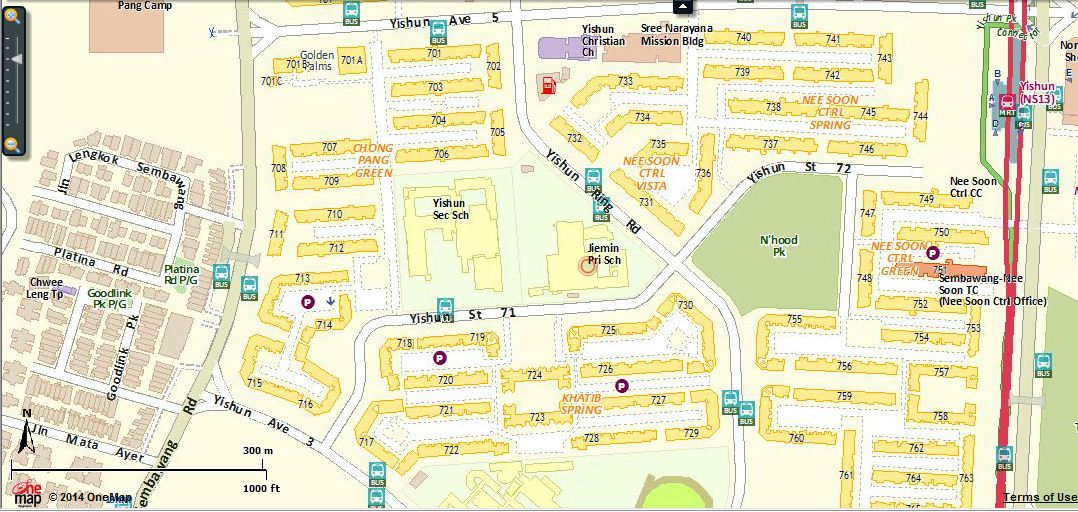 Pang Camp
Yishun Ave 5
BUS
BUS
BUS
BUS
Yishun
Christian
Ch
Sree Narayana
Mission Bldg
Golden
Palms
701B
701A
701C
701
702
703
704
705
706
707
708
709
710
711
712
713
714
715
716
CHONG
PANG
GREEN
740
741
739
742
743
738
NEE SOON
CTRL
SPRING
745
744
737
746
733
734
732
735
736
731
NEE SOON
CTRL
VISTA
Yishun
(NS13)
MRT
B
E
A
D
BUS
BUS
Jln Lengkok Sembawang
Yishun
Sec Sch
Jiemin
Pri Sch
Yishun Ring Rd
BUS
BUS
Yishun St 72
N'hood
Pk
Nee Soon
Ctrl CC
BUS
747
749
750
748
NEE SOON
CTRL
GREEN
P
751
Sembawang-Nee
Soon TC
(Nee Soon Ctrl Office)
752
753
755
756
757
758
759
760
761
762
763
764
765
Platina Rd
Platina
Rd P/G
Chwee
Leng Tp
Goodlink
Pk P/G
Goodlink Pk
BUS
BUS
BUS
Yishun St 71
P
718
719
P
720
721
722
717
724
723
725
726
P
727
728
729
730
KHATIB
SPRING
BUS
BUS
BUS
BUS
Yishun Ave 3
Jln Mata Ayer
Rd
BUS
BUS
N
300 m
1000 ft
One
map
© 2014 OneMap
Terms of Use